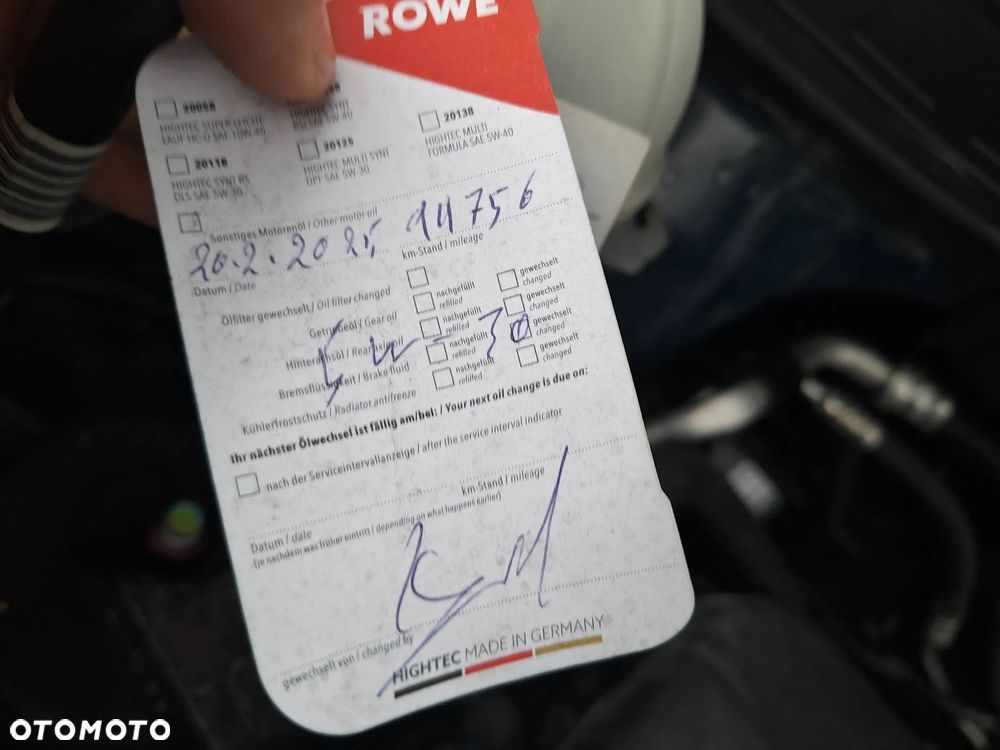 ROWE
20068
HIGHTEC SUPER LEICHT
LAUF HC-O SAE 10W-40
SAE 5W-40
20138
HIGHTEC MULTI
FORMULA SAE 5W-40
20118
HIGHTEC SYNT RS
DLS SAE 5W-30
20125
HIGHTEC MULTI SYNT
DPF SAE 5W-30
Sonstiges Motorenöl / Other motor oil
20.2.2025
Datum / Date
km-Stand / mileage
Ölfilter gewechselt / Oil filter changed
Getriebeöl / Gear oil
nachgefüllt
refilled
gewechselt
changed
Hinterachsöl / Rear axle oil
nachgefüllt
refilled
gewechselt
changed
Bremsflüssigkeit / Brake fluid
nachgefüllt
refilled
gewechselt
changed
Kühlerfrostschutz / Radiator antifreeze
nachgefüllt
refilled
gewechselt
changed
Ihr nächster Ölwechsel ist fällig am/bei: / Your next oil change is due on:
nach der Serviceintervallanzeige / after the service interval indicator
Datum / date
km-Stand / mileage
(je nachdem was früher eintritt / depending on what happens earlier)
gewechselt von / changed by
HIGHTEC MADE IN GERMANY
OTOMOTO